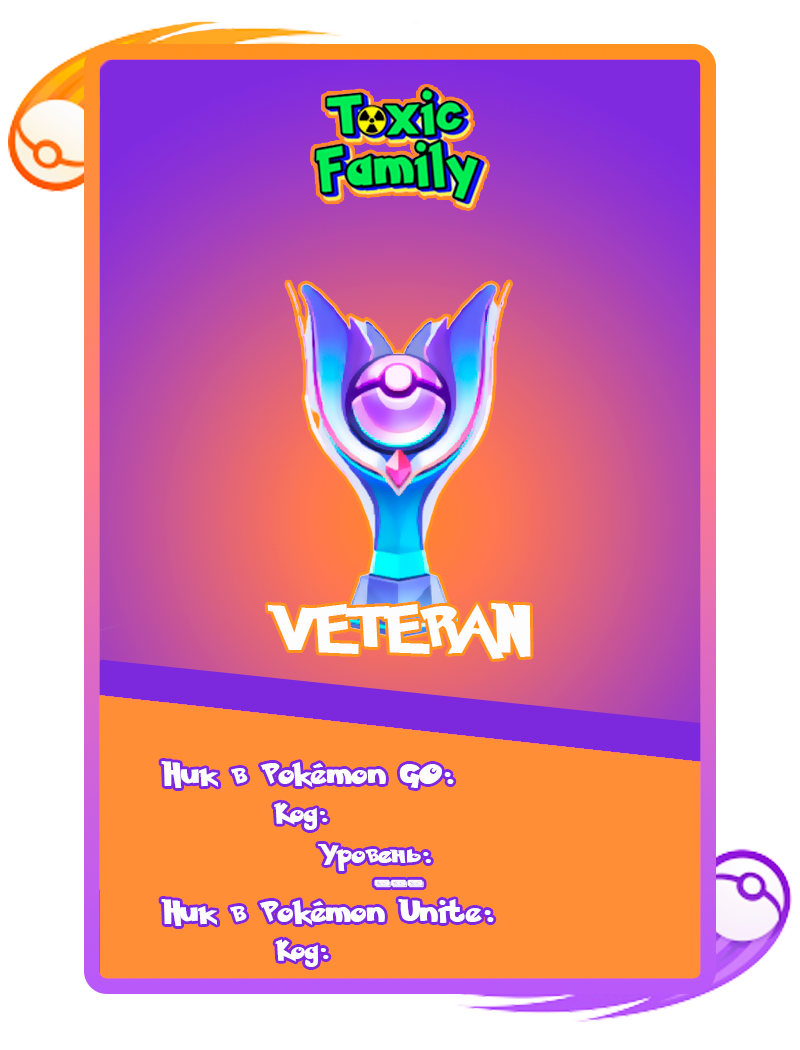 Toxic
Family
VETERAN
Ник в Pokémon GO:
Код:
Уровень:
---
Ник в Pokémon Unite:
Код: